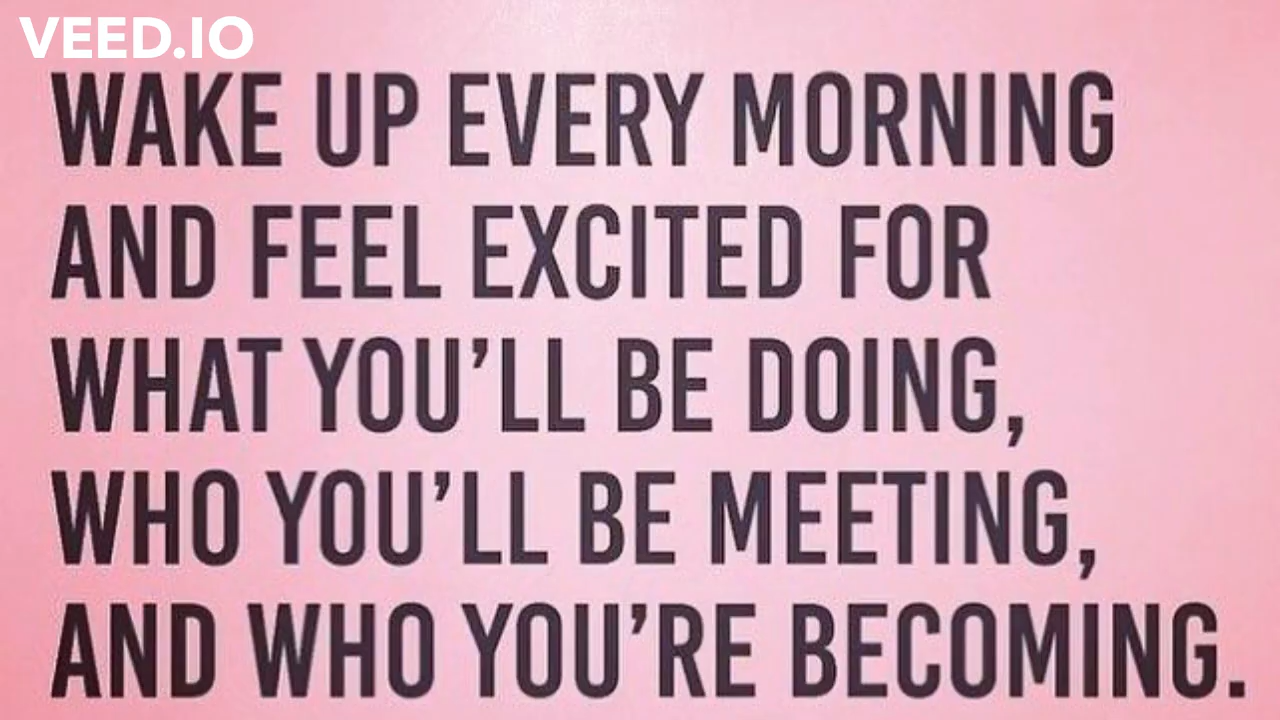 VEED.IO
WAKE UP EVERY MORNING
AND FEEL EXCITED FOR
WHAT YOU’LL BE DOING,
WHO YOU’LL BE MEETING,
AND WHO YOU’RE BECOMING.